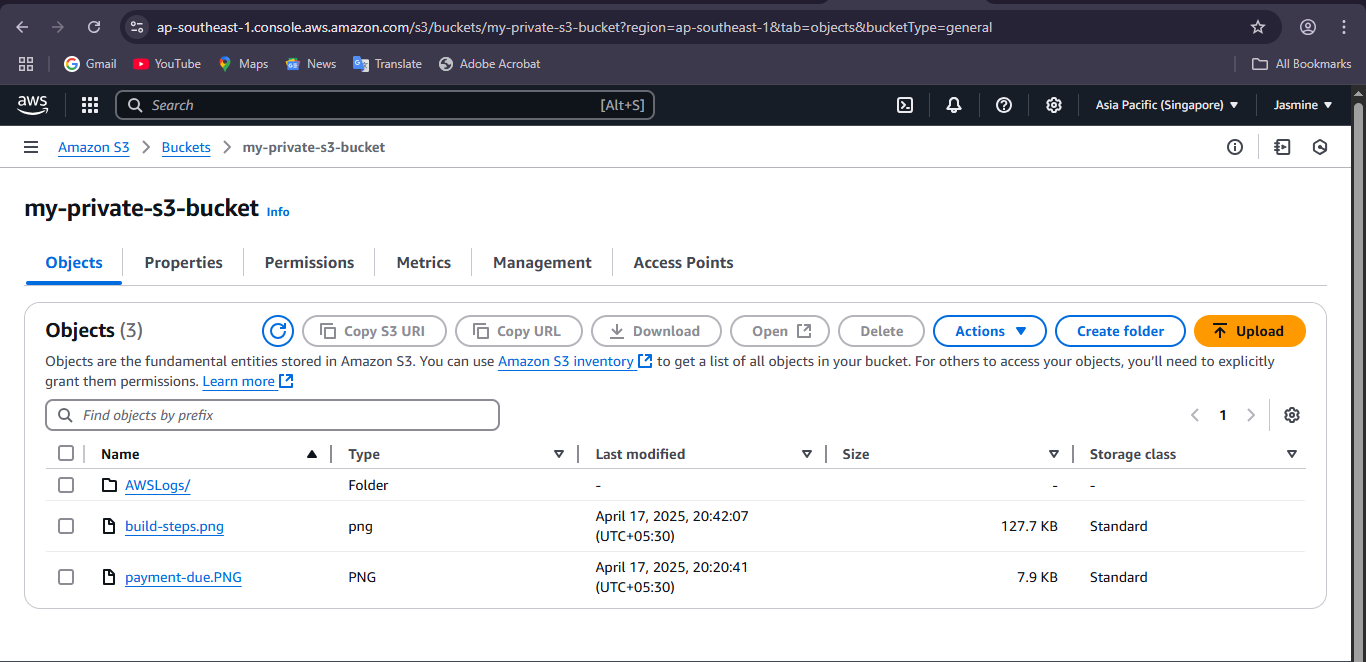 ap-southeast-1.console.aws.amazon.com/s3/buckets/my-private-s3-bucket?region=ap-southeast-1&tab=objects&bucketType=general
Gmail YouTube Maps News Translate Adobe Acrobat All Bookmarks
aws Search [Alt+S] Asia Pacific (Singapore) Jasmine
Amazon S3 Buckets my-private-s3-bucket
my-private-s3-bucket Info
Objects Properties Permissions Metrics Management Access Points
Objects (3) Copy S3 URI Copy URL Download Open Delete Actions Create folder Upload
Objects are the fundamental entities stored in Amazon S3. You can use Amazon S3 inventory to get a list of all objects in your bucket. For others to access your objects, you’ll need to explicitly
grant them permissions. Learn more
Find objects by prefix 1
Name Type Last modified Size Storage class
AWSLogs/ Folder - - -
build-steps.png png April 17, 2025, 20:42:07 (UTC+05:30) 127.7 KB Standard
payment-due.PNG PNG April 17, 2025, 20:20:41 (UTC+05:30) 7.9 KB Standard